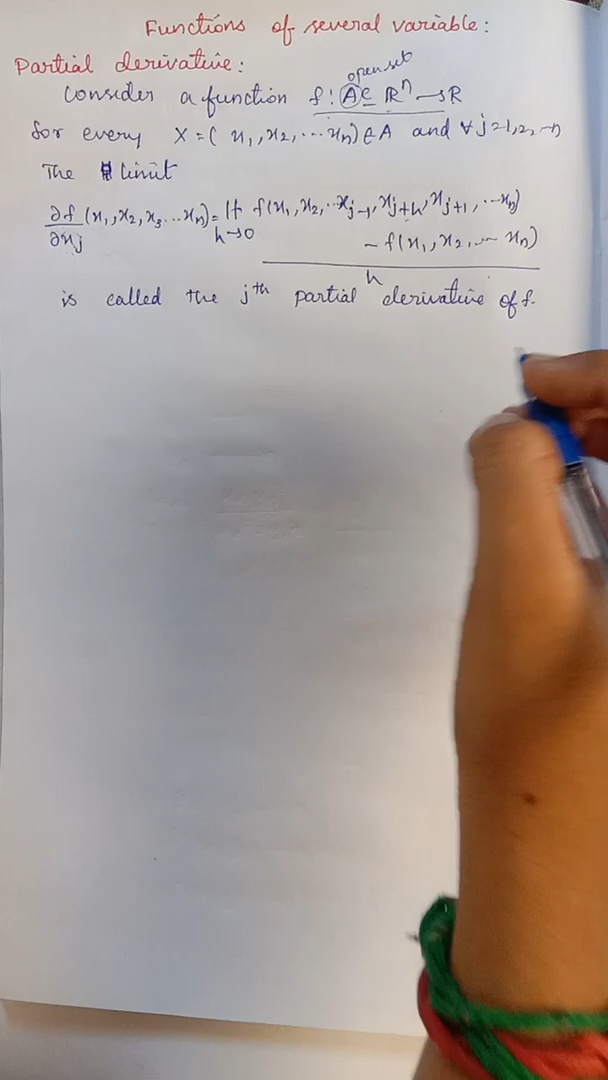 Functions of several variable:
Partial derivative:
open set
Consider a function f: A ⊆ ℝⁿ → ℝ
for every X = (x₁, x₂, ... xₙ) ∈ A and ∀ j=1,2,...n
The limit
∂f/∂xⱼ (x₁, x₂, x₃ ... xₙ) = lt h→0 f(x₁, x₂, ... xⱼ₋₁, xⱼ+h, xⱼ₊₁, ... xₙ)
- f(x₁, x₂, ... xₙ)
h
is called the jᵗʰ partial derivative of f.